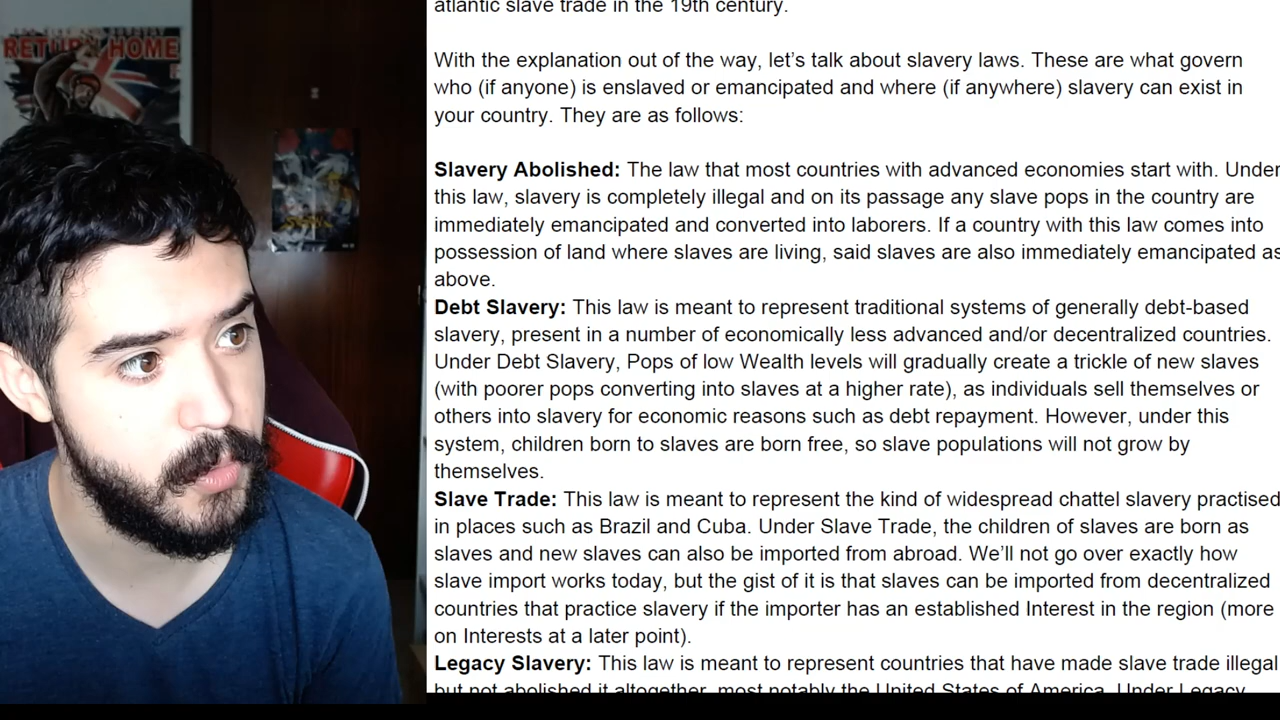 RETURN HOME
atlantic slave trade in the 19th century.
With the explanation out of the way, let's talk about slavery laws. These are what govern
who (if anyone) is enslaved or emancipated and where (if anywhere) slavery can exist in
your country. They are as follows:
Slavery Abolished: The law that most countries with advanced economies start with. Under
this law, slavery is completely illegal and on its passage any slave pops in the country are
immediately emancipated and converted into laborers. If a country with this law comes into
possession of land where slaves are living, said slaves are also immediately emancipated as
above.
Debt Slavery: This law is meant to represent traditional systems of generally debt-based
slavery, present in a number of economically less advanced and/or decentralized countries.
Under Debt Slavery, Pops of low Wealth levels will gradually create a trickle of new slaves
(with poorer pops converting into slaves at a higher rate), as individuals sell themselves or
others into slavery for economic reasons such as debt repayment. However, under this
system, children born to slaves are born free, so slave populations will not grow by
themselves.
Slave Trade: This law is meant to represent the kind of widespread chattel slavery practised
in places such as Brazil and Cuba. Under Slave Trade, the children of slaves are born as
slaves and new slaves can also be imported from abroad. We'll not go over exactly how
slave import works today, but the gist of it is that slaves can be imported from decentralized
countries that practice slavery if the importer has an established Interest in the region (more
on Interests at a later point).
Legacy Slavery: This law is meant to represent countries that have made slave trade illegal
but not abolished it altogether, most notably the United States of America. Under Legacy